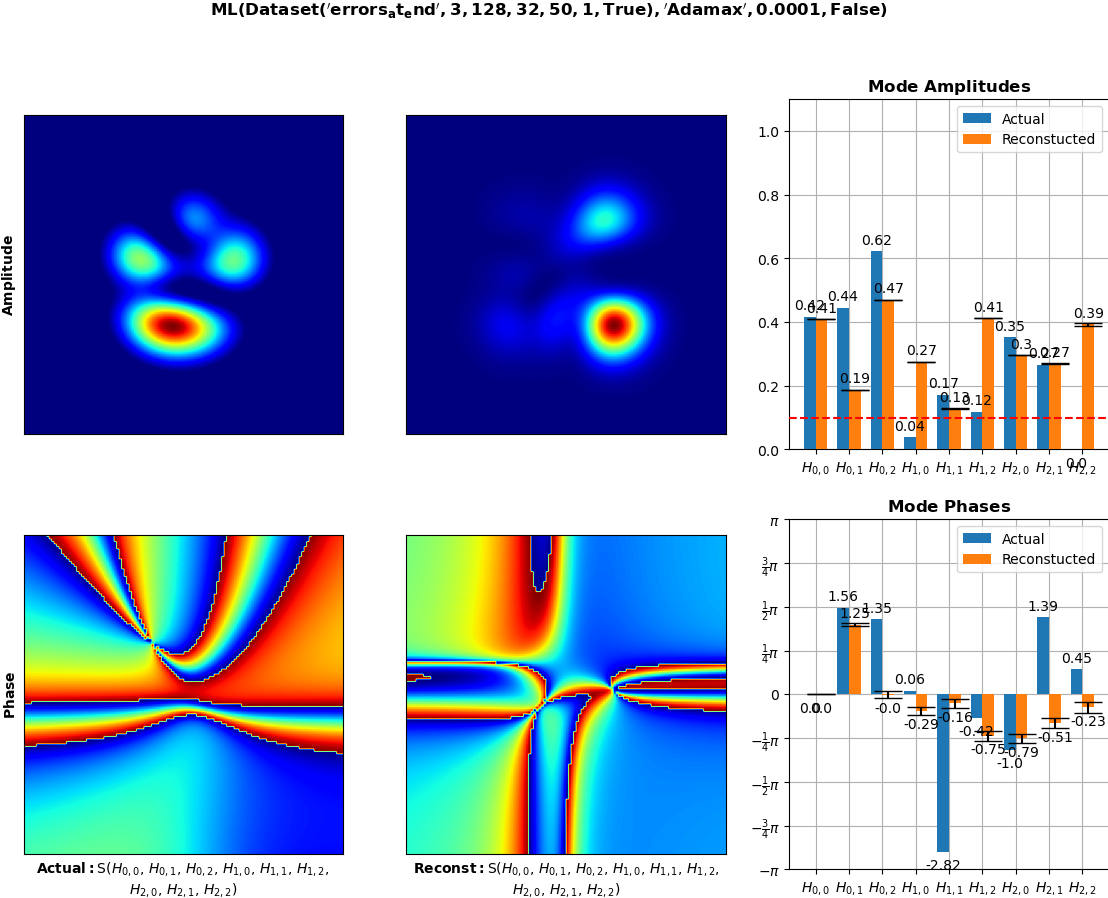 ML(Dataset('errors_at_end', 3, 128, 32, 50, 1, True), 'Adamax', 0.0001, False)
Amplitude
Mode Amplitudes
Actual
Reconstucted
1.0
0.8
0.6
0.4
0.2
0.0
0.42
0.41
0.44
0.19
0.62
0.47
0.04
0.27
0.17
0.13
0.12
0.41
0.35
0.3
0.27
0.27
0.0
0.39
H0,0 H0,1 H0,2 H1,0 H1,1 H1,2 H2,0 H2,1 H2,2
Phase
Mode Phases
Actual
Reconstucted
π
3/4π
1/2π
1/4π
0
−1/4π
−1/2π
−3/4π
−π
0.0
0.0
1.56
1.25
1.35
-0.0
0.06
-0.29
-2.82
-0.16
-0.42
-0.75
-1.0
-0.79
1.39
-0.51
0.45
-0.23
H0,0 H0,1 H0,2 H1,0 H1,1 H1,2 H2,0 H2,1 H2,2
Actual: S(H0,0, H0,1, H0,2, H1,0, H1,1, H1,2,
H2,0, H2,1, H2,2)
Reconst: S(H0,0, H0,1, H0,2, H1,0, H1,1, H1,2,
H2,0, H2,1, H2,2)